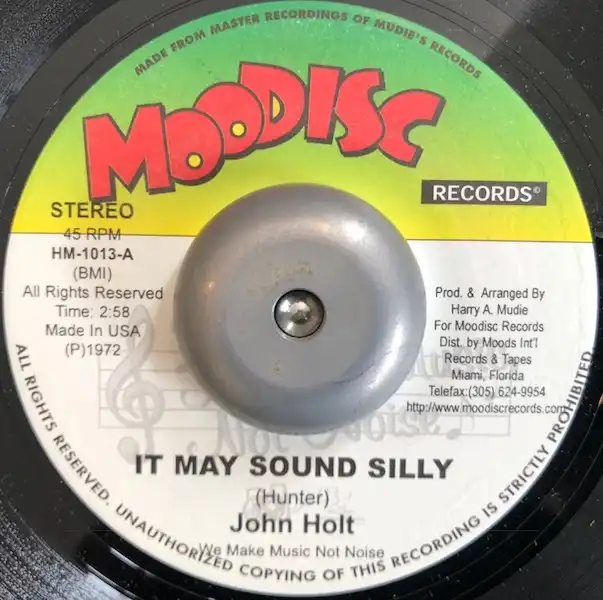 MADE FROM MASTER RECORDINGS OF MUDIE'S RECORDS
MOODISC
RECORDS©
STEREO
45 RPM
HM-1013-A
(BMI)
All Rights Reserved
Time: 2:58
Made In USA
(P)1972
Prod. & Arranged By
Harry A. Mudie
For Moodisc Records
Dist. by Moods Int'l
Records & Tapes
Miami, Florida
Telefax:(305) 624-9954
http://www.moodiscrecords.com
Not Noise
IT MAY SOUND SILLY
(Hunter)
John Holt
We Make Music Not Noise
ALL RIGHTS RESERVED. UNAUTHORIZED COPYING OF THIS RECORDING IS STRICTLY PROHIBITED